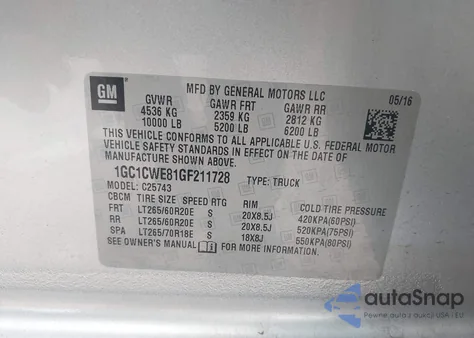 GM
MFD BY GENERAL MOTORS LLC
05/16
GVWR GAWR FRT GAWR RR
4536 KG 2359 KG 2812 KG
10000 LB 5200 LB 6200 LB
THIS VEHICLE CONFORMS TO ALL APPLICABLE U.S. FEDERAL MOTOR
VEHICLE SAFETY STANDARDS IN EFFECT ON THE DATE OF
MANUFACTURE SHOWN ABOVE.
1GC1CWE81GF211728 TYPE: TRUCK
MODEL: C25743
CBCM TIRE SIZE SPEED RTG RIM COLD TIRE PRESSURE
FRT LT265/60R20E S 20X8.5J 420KPA(60PSI)
RR LT265/60R20E S 20X8.5J 520KPA(75PSI)
SPA LT265/70R18E S 18X8J 550KPA(80PSI)
SEE OWNER'S MANUAL FOR MORE INFORMATION.
autoSnap
Pewne auto z USA i EU